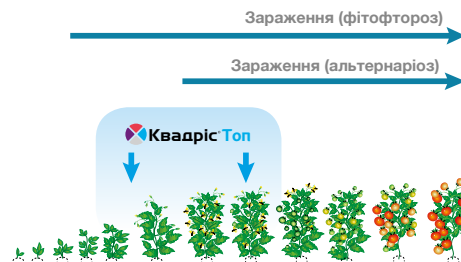 Зараження (фітофтороз)
Зараження (альтернаріоз)
Квадріс® Топ